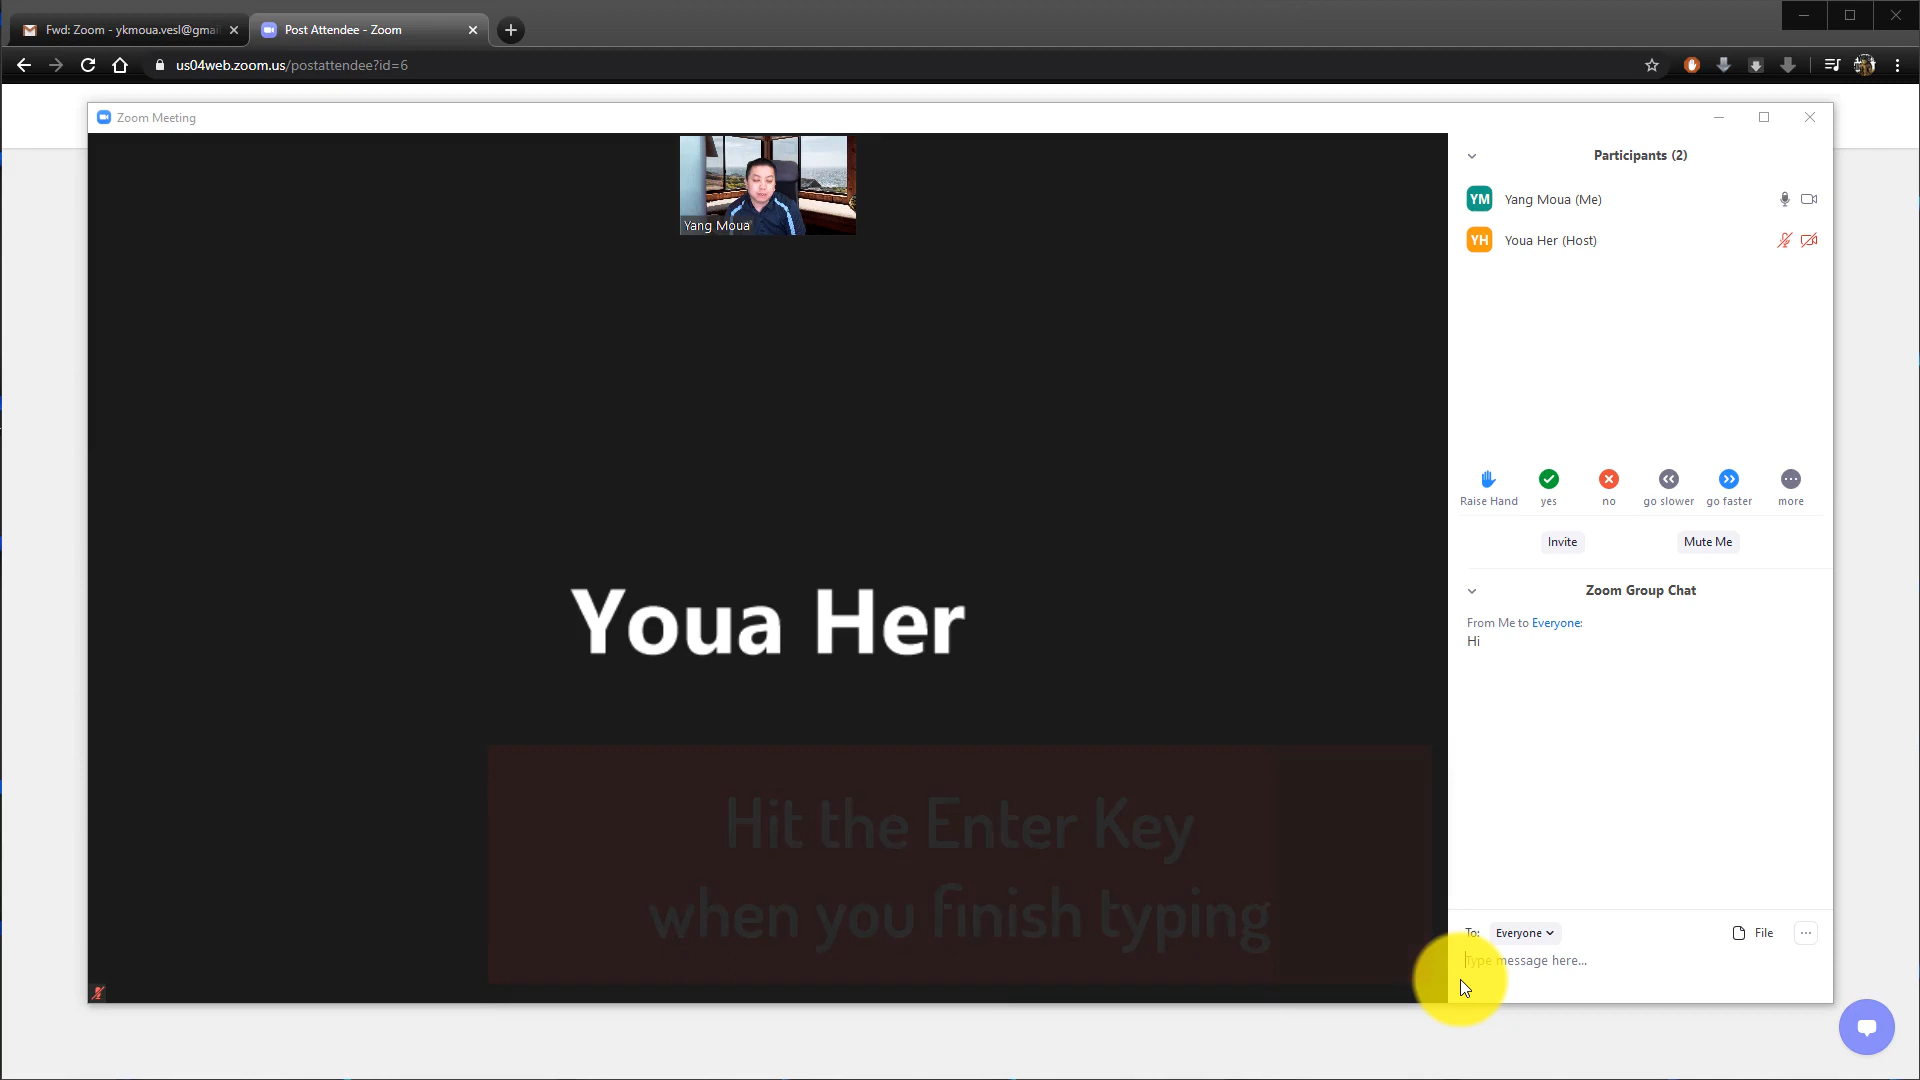 Fwd: Zoom - ykmoua.vesl@gmai
Post Attendee - Zoom
us04web.zoom.us/postattendee?id=6
Zoom Meeting
Yang Moua
Youa Her
Hit the Enter Key
when you finish typing
Participants (2)
YM Yang Moua (Me)
YH Youa Her (Host)
Raise Hand yes no go slower go faster more
Invite Mute Me
Zoom Group Chat
From Me to Everyone:
Hi
To: Everyone File
Type message here...